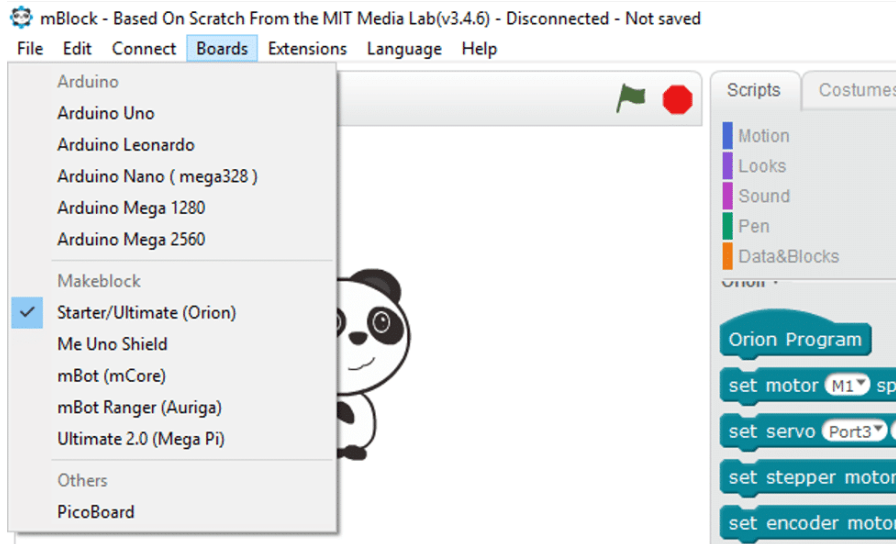 mBlock - Based On Scratch From the MIT Media Lab(v3.4.6) - Disconnected - Not saved
File Edit Connect Boards Extensions Language Help
Arduino
Arduino Uno
Arduino Leonardo
Arduino Nano ( mega328 )
Arduino Mega 1280
Arduino Mega 2560
Makeblock
Starter/Ultimate (Orion)
Me Uno Shield
mBot (mCore)
mBot Ranger (Auriga)
Ultimate 2.0 (Mega Pi)
Others
PicoBoard
Scripts Costumes
Motion
Looks
Sound
Pen
Data&Blocks
Orion Program
set motor M1 sp
set servo Port3
set stepper motor
set encoder motor